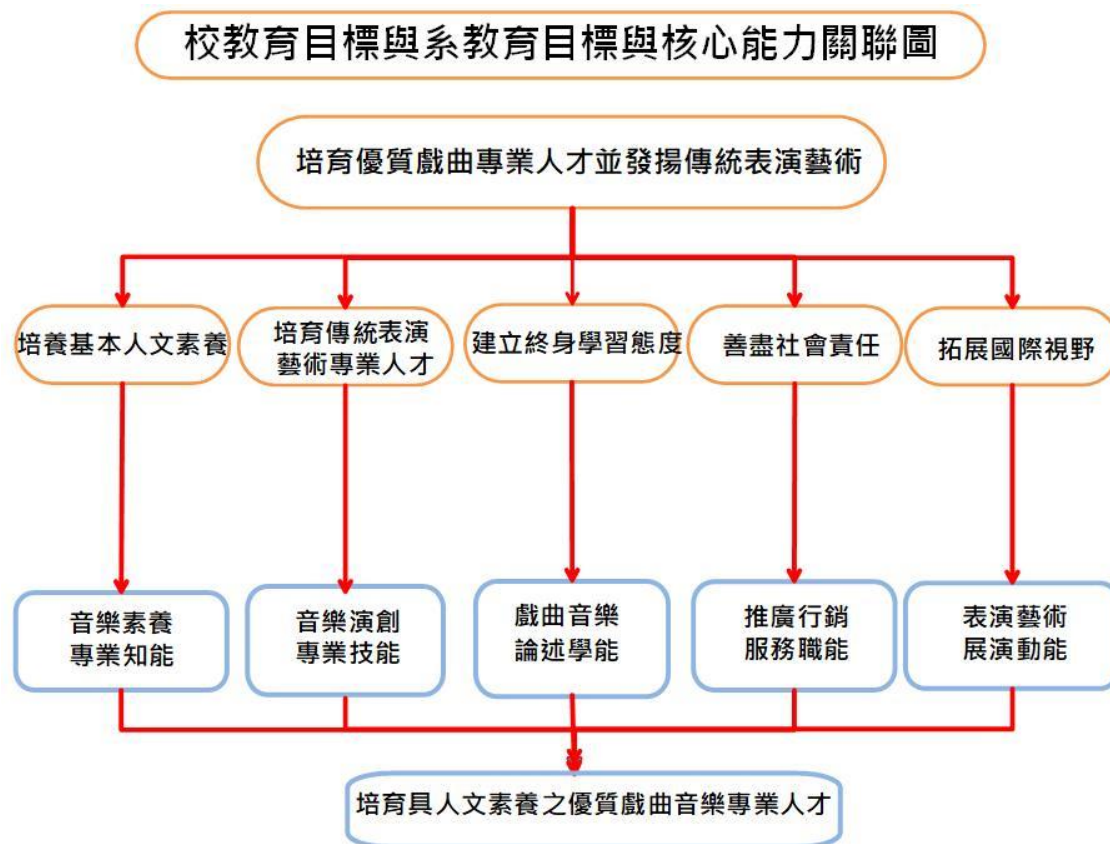 校教育目標與系教育目標與核心能力關聯圖
培育優質戲曲專業人才並發揚傳統表演藝術
培養基本人文素養
培育傳統表演
藝術專業人才
建立終身學習態度
善盡社會責任
拓展國際視野
音樂素養
專業知能
音樂演創
專業技能
戲曲音樂
論述學能
推廣行銷
服務職能
表演藝術
展演動能
培育具人文素養之優質戲曲音樂專業人才